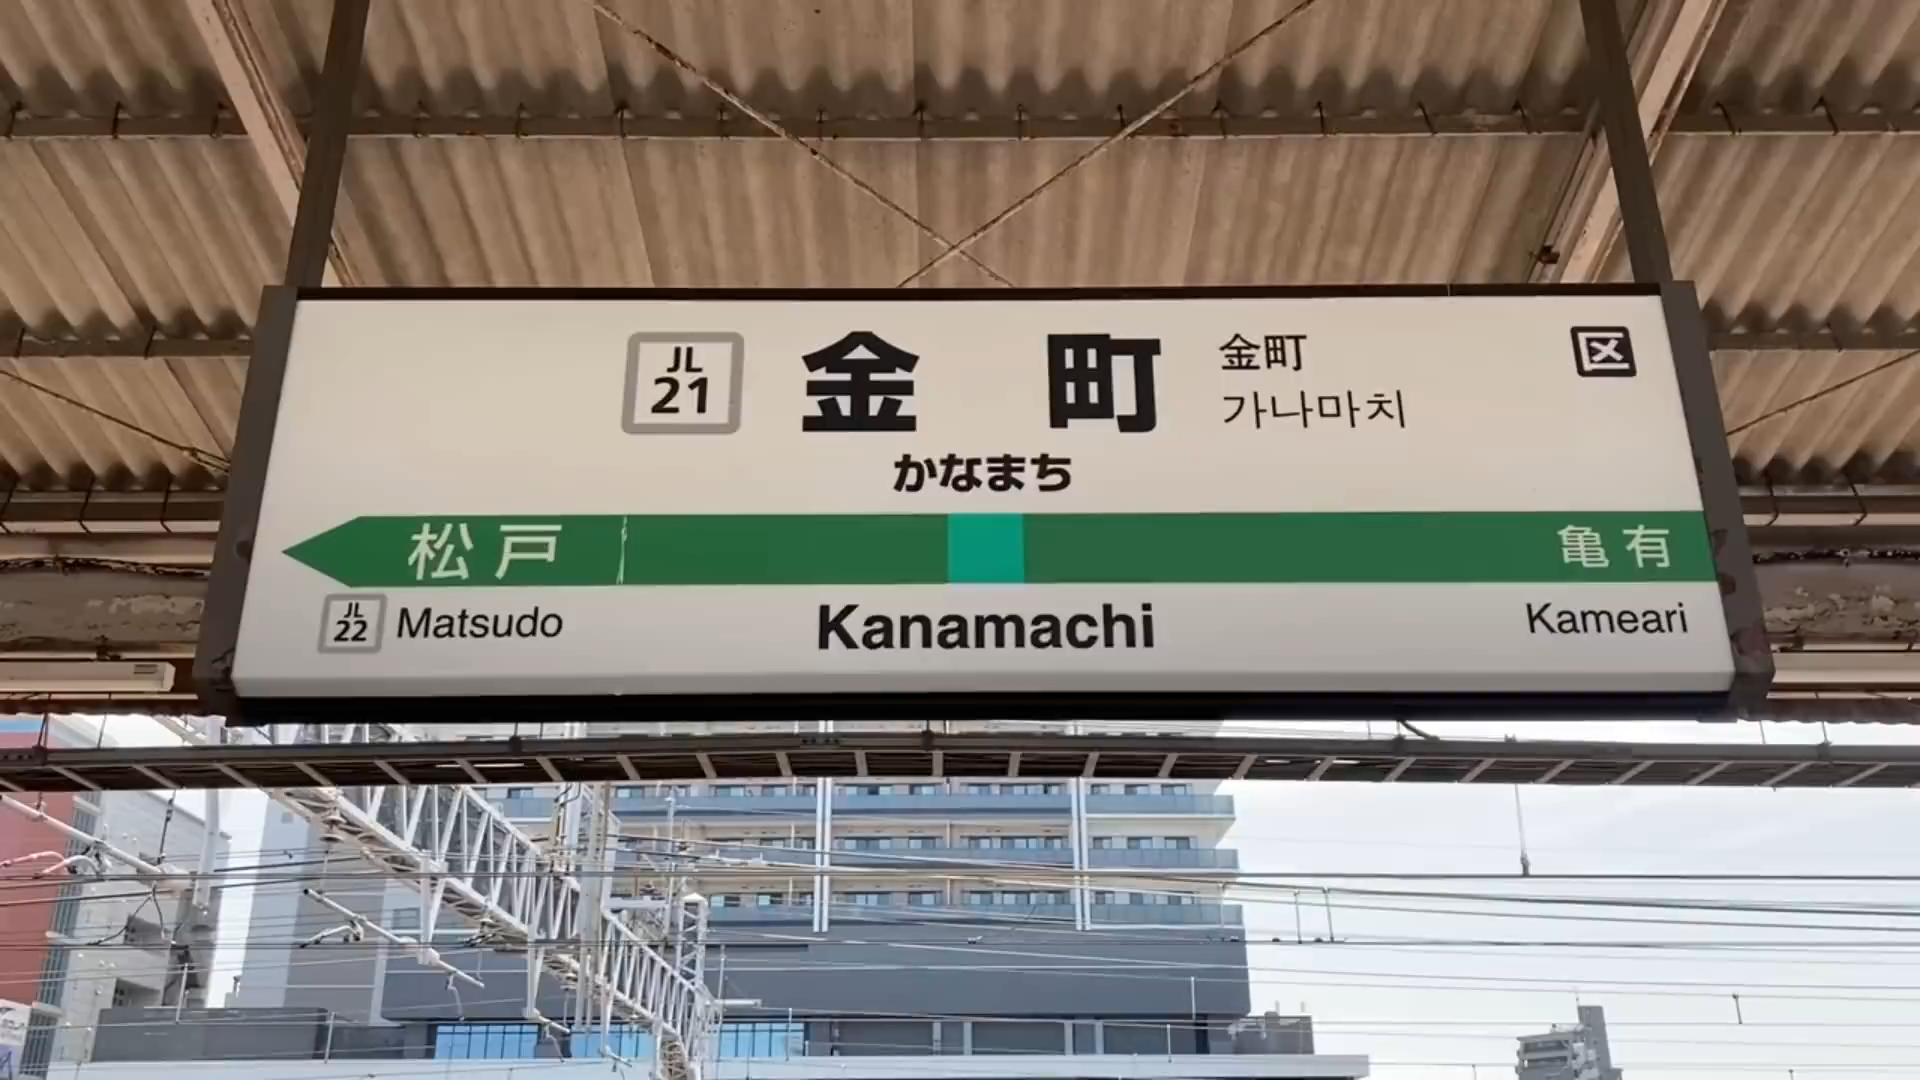 JL
21
金町
金町
가나마치
区
かなまち
松戸
亀有
JL
22
Matsudo
Kanamachi
Kameari